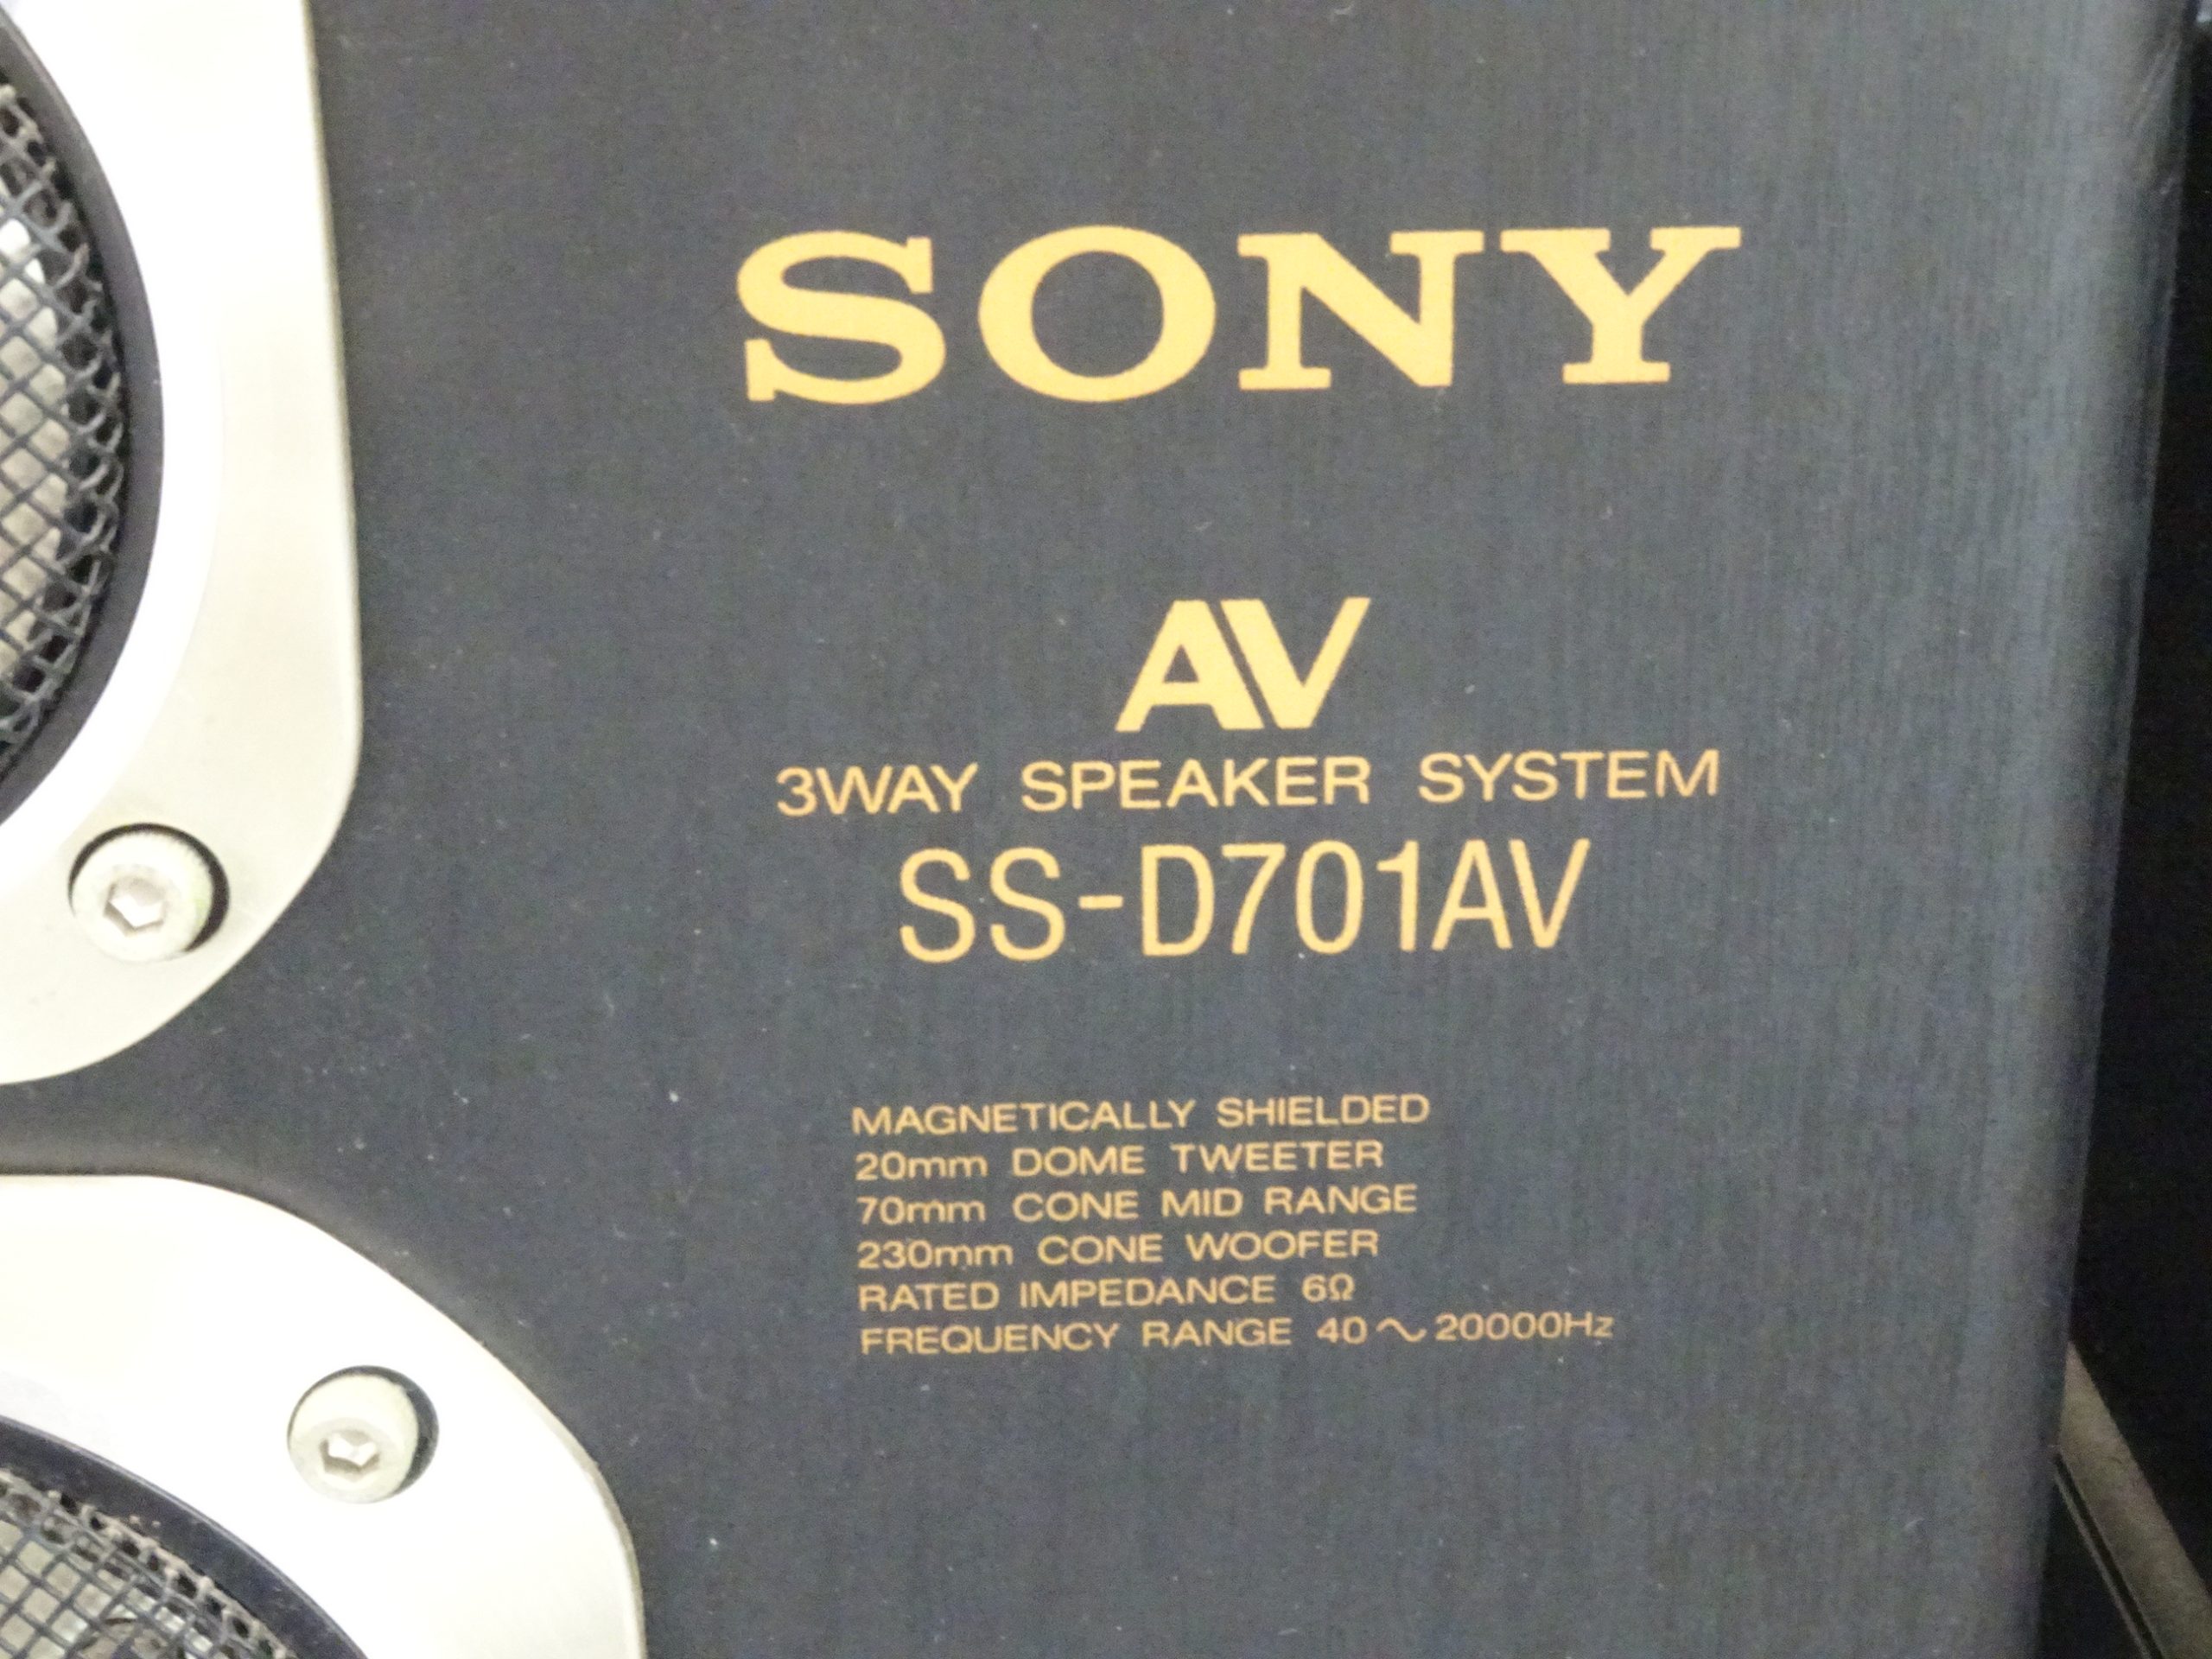 SONY
AV
3WAY SPEAKER SYSTEM
SS-D701AV
MAGNETICALLY SHIELDED
20mm DOME TWEETER
70mm CONE MID RANGE
230mm CONE WOOFER
RATED IMPEDANCE 6Ω
FREQUENCY RANGE 40～20000Hz